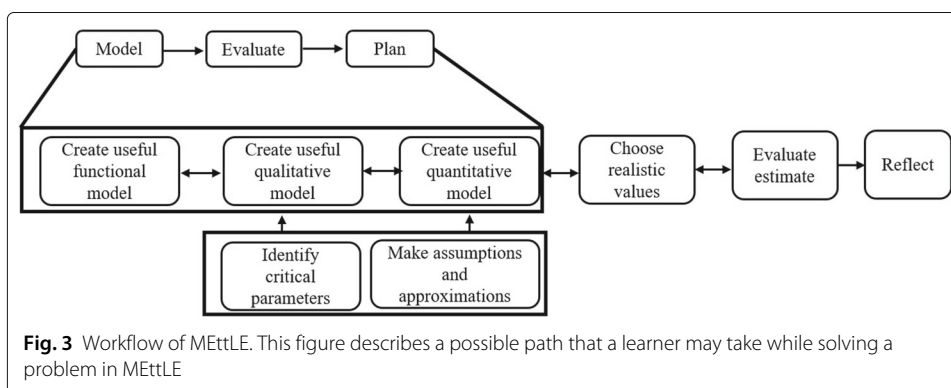 Model
Evaluate
Plan
Create useful
functional
model
Create useful
qualitative
model
Create useful
quantitative
model
Choose
realistic
values
Evaluate
estimate
Reflect
Identify
critical
parameters
Make assumptions
and
approximations
Fig. 3 Workflow of MEttLE. This figure describes a possible path that a learner may take while solving a
problem in MEttLE